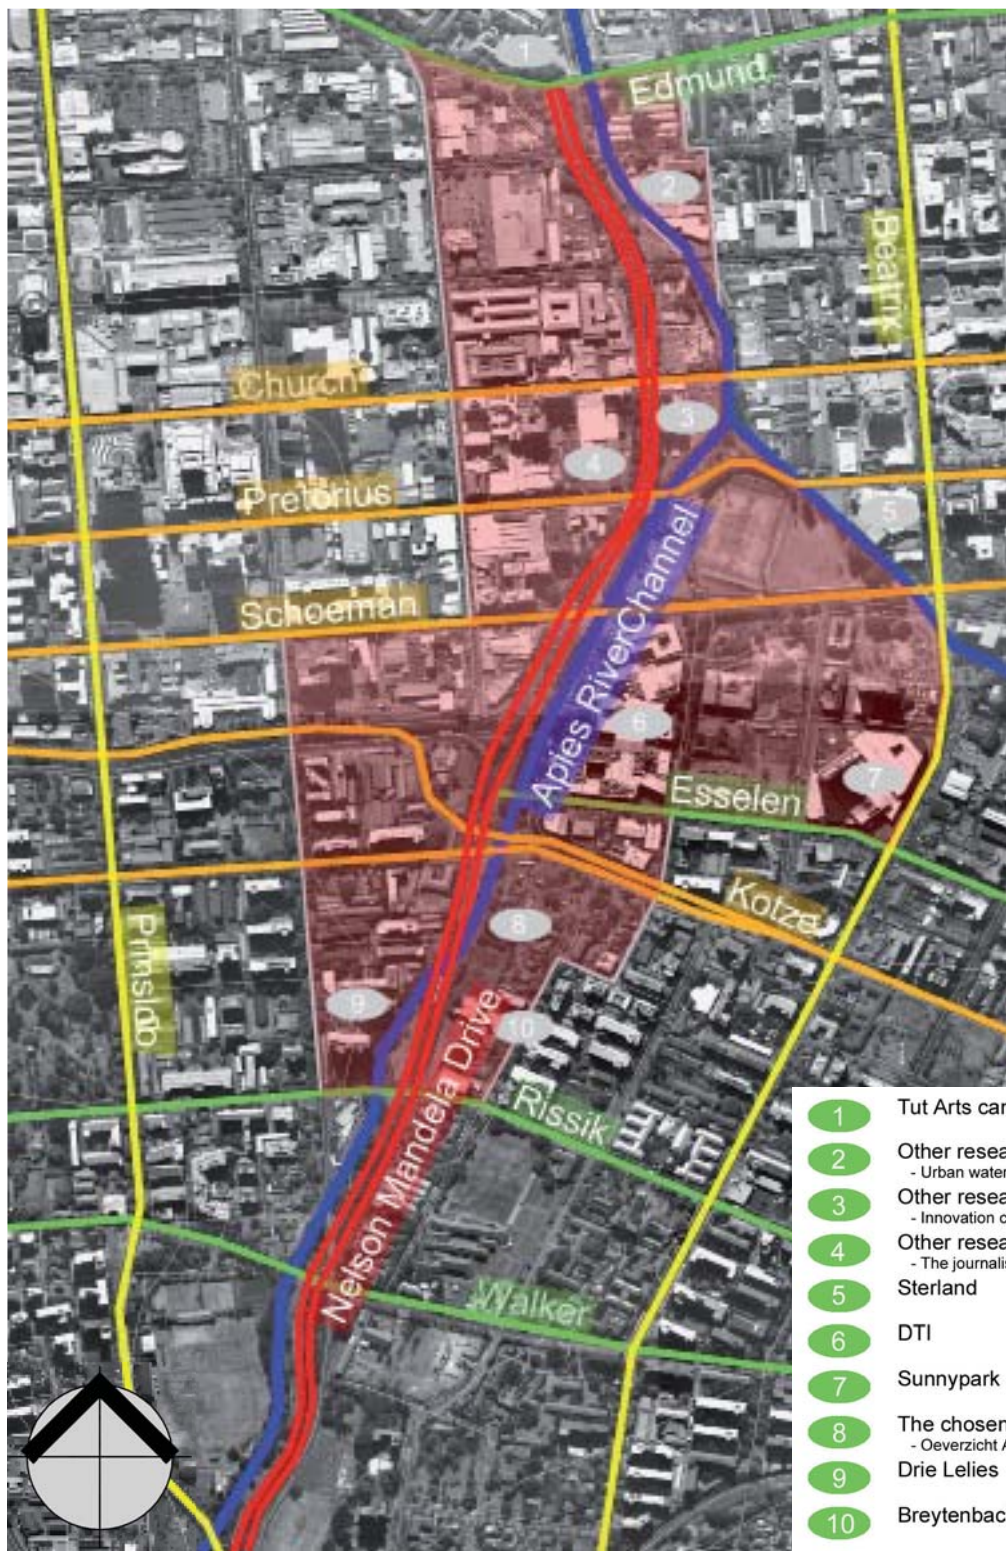 1
Edmund
2
Beatrix
Church
3
4
Pretorius
5
Schoeman
Apies RiverChannel
6
7
Esselen
Kotze
Prinsloo
8
9
10
Nelson Mandela Drive
Rissik
Walker
1 Tut Arts ca
2 Other resea
- Urban water
3 Other resea
- Innovation c
4 Other resea
- The journalis
5 Sterland
6 DTI
7 Sunnypark
8 The chosen
- Oeverzicht A
9 Drie Lelies
10 Breytenbac